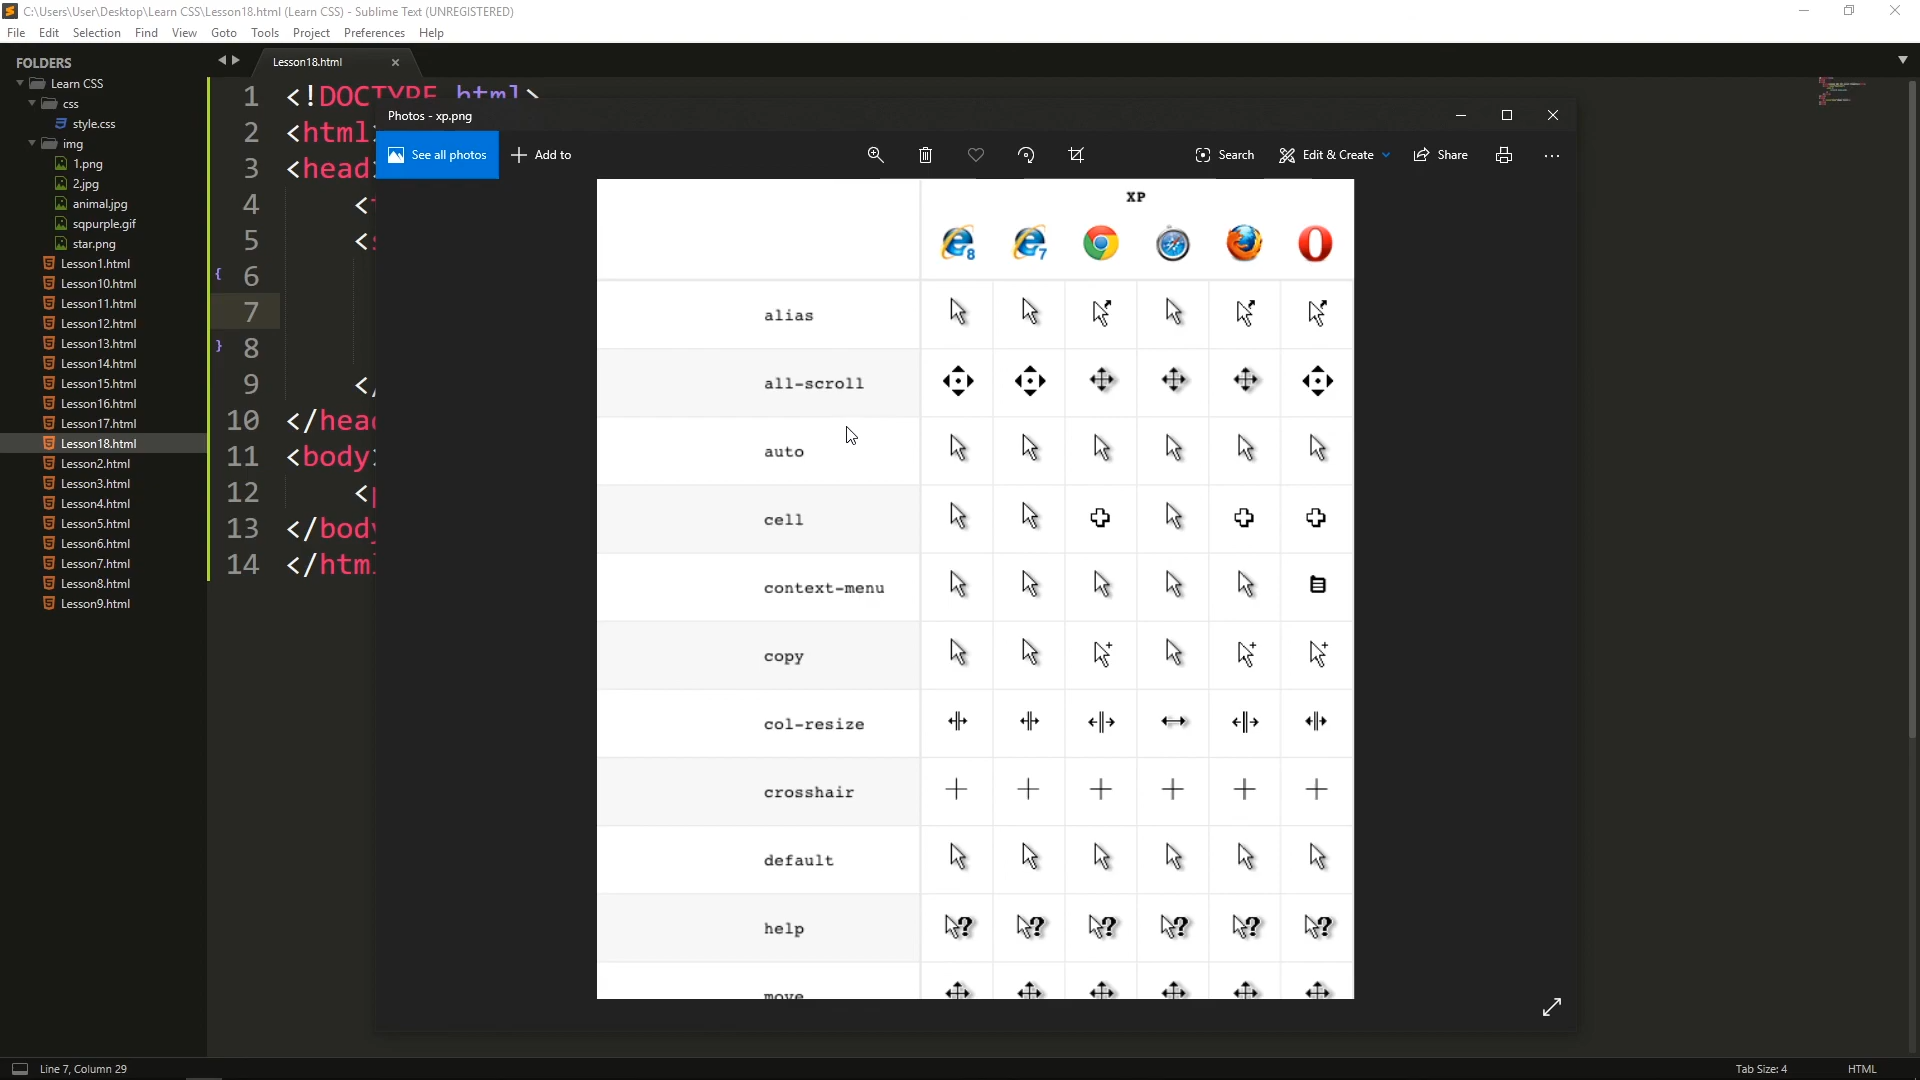 C:\Users\User\Desktop\Learn CSS\Lesson18.html (Learn CSS) - Sublime Text (UNREGISTERED)
File Edit Selection Find View Goto Tools Project Preferences Help
FOLDERS
Learn CSS
css
style.css
img
1.png
2.jpg
animal.jpg
sqpurple.gif
star.png
Lesson1.html
Lesson10.html
Lesson11.html
Lesson12.html
Lesson13.html
Lesson14.html
Lesson15.html
Lesson16.html
Lesson17.html
Lesson18.html
Lesson2.html
Lesson3.html
Lesson4.html
Lesson5.html
Lesson6.html
Lesson7.html
Lesson8.html
Lesson9.html
Lesson18.html
1 <!DOCTYPE html>
2 <html>
3 <head>
4 <
5 <
{ 6
7
} 8
9 </
10 </head
11 <body>
12 <
13 </body
14 </html
Photos - xp.png
See all photos Add to Search Edit & Create Share
XP
8 7
alias
all-scroll
auto
cell
context-menu
copy
col-resize
crosshair
default
help
move
Line 7, Column 29 Tab Size: 4 HTML